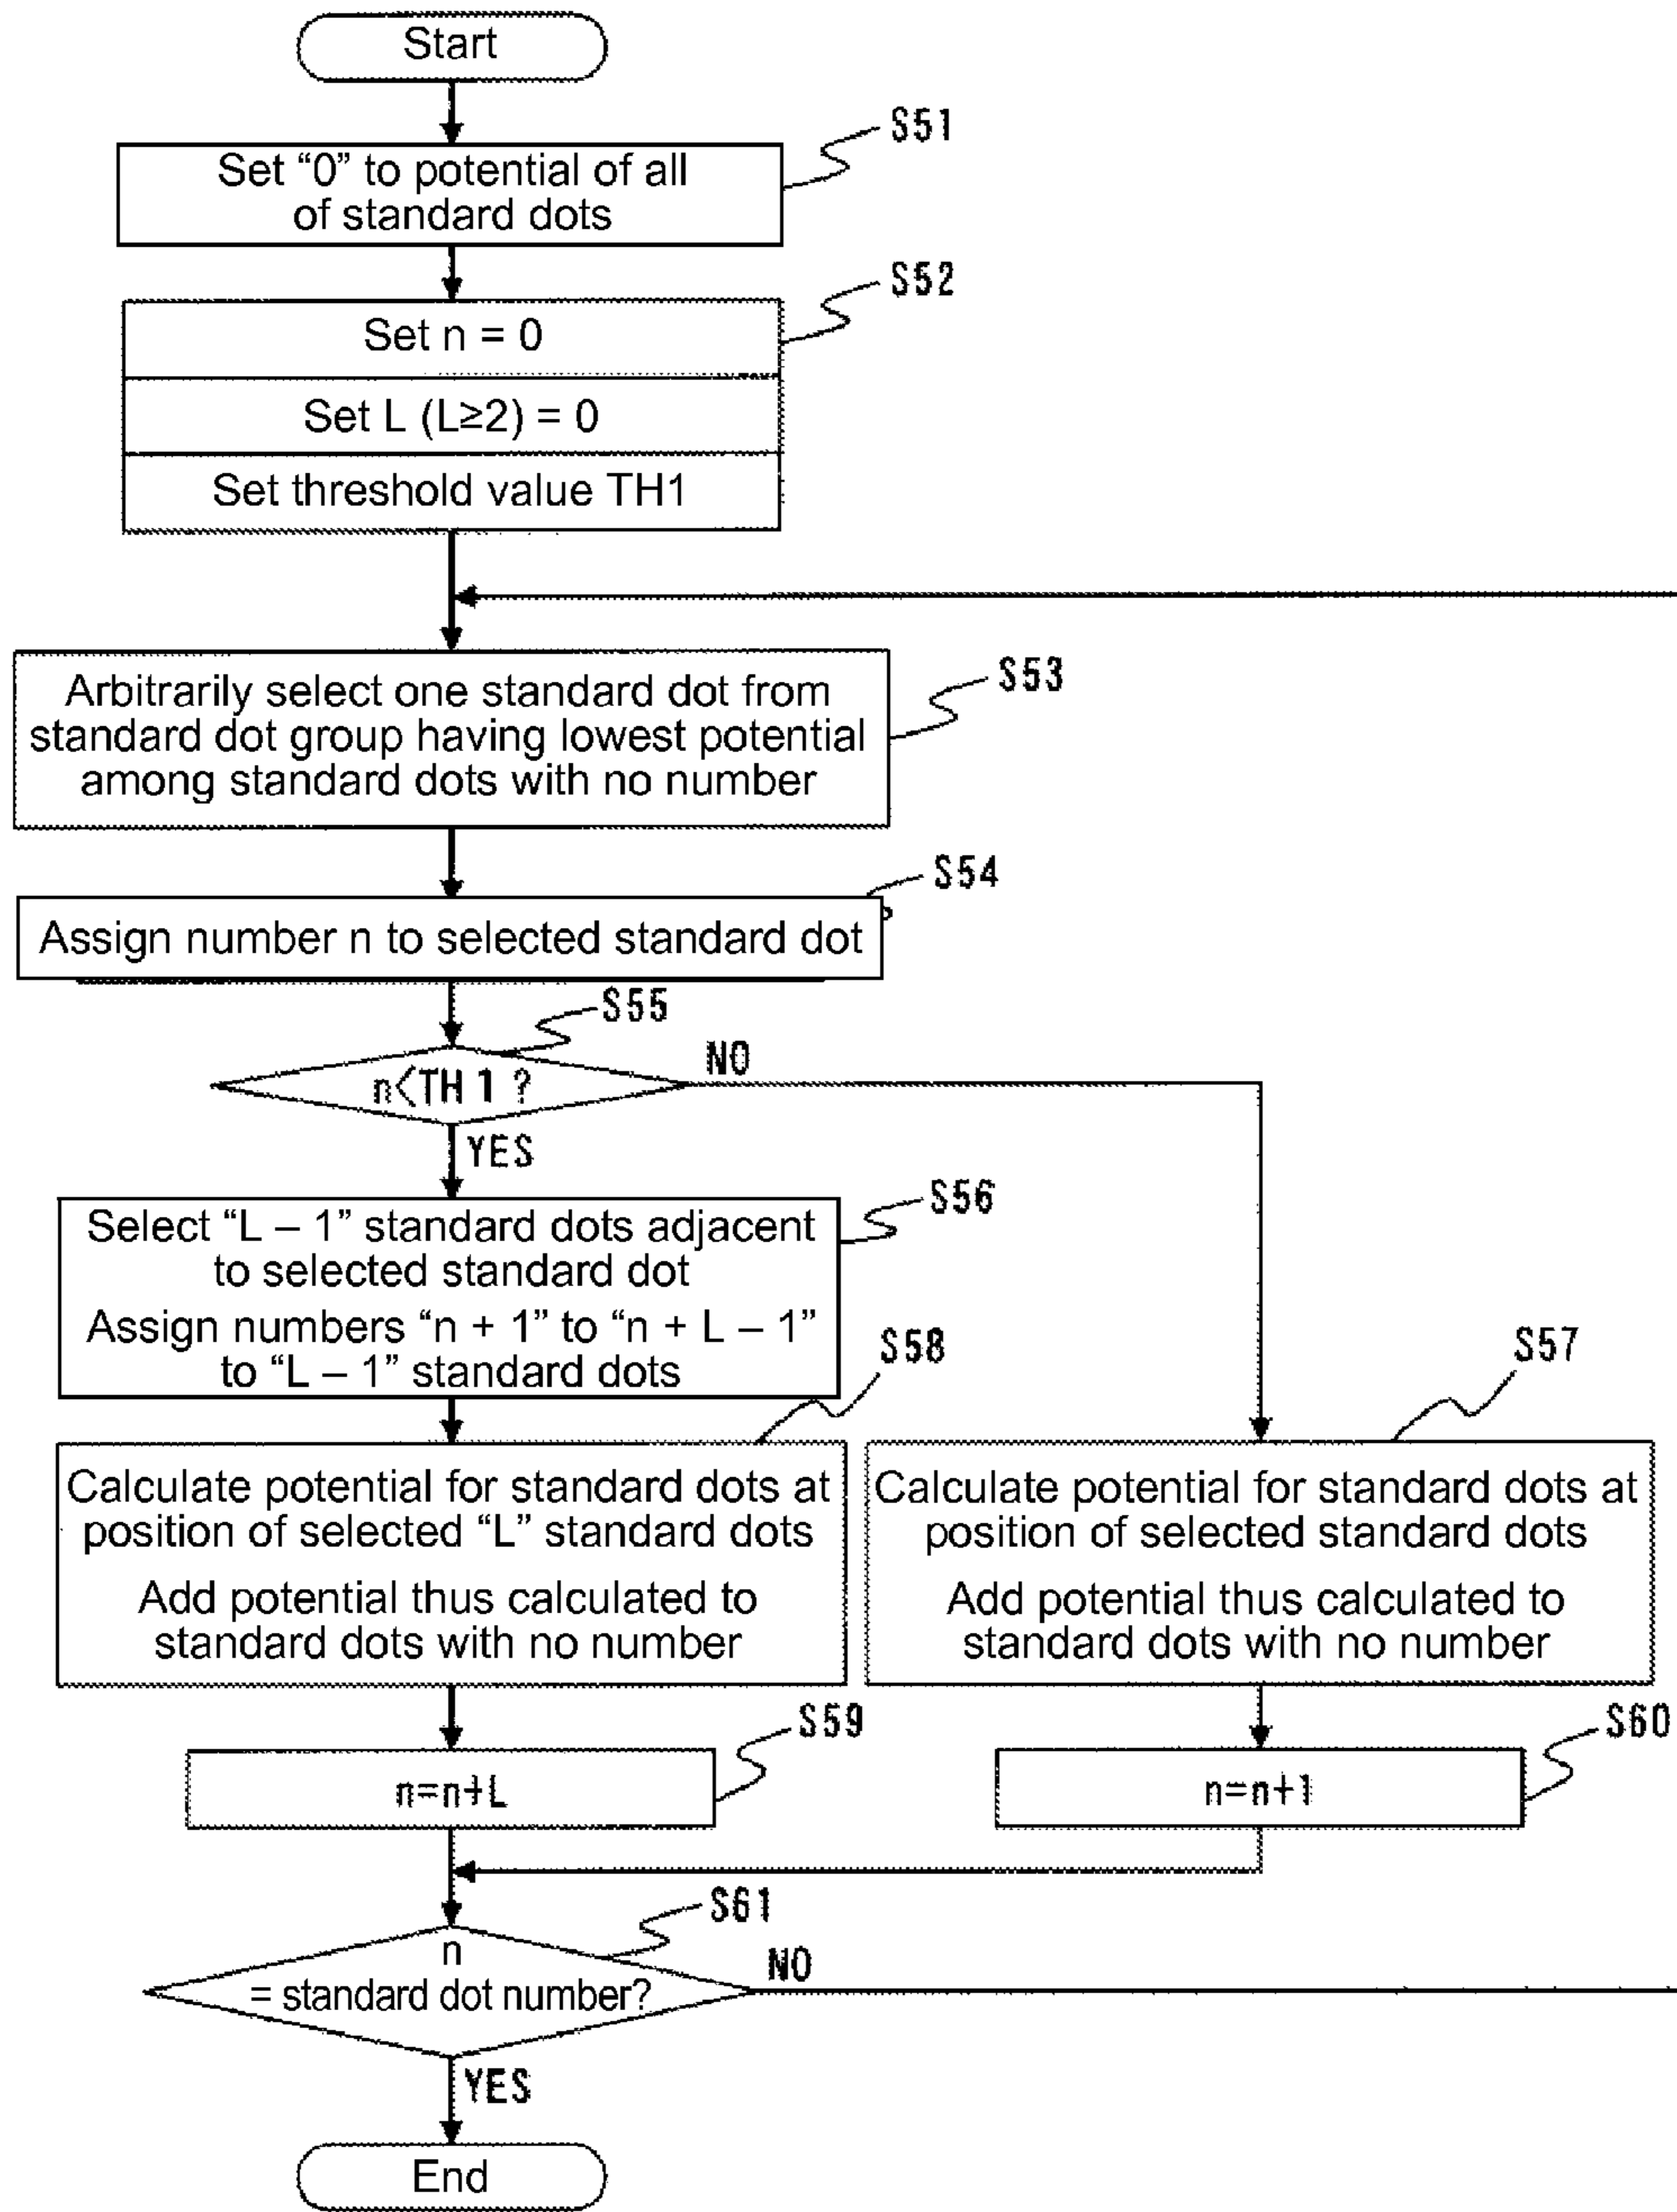 Start
S51
Set “0” to potential of all
of standard dots
S52
Set n = 0
Set L (L≥2) = 0
Set threshold value TH1
S53
Arbitrarily select one standard dot from
standard dot group having lowest potential
among standard dots with no number
S54
Assign number n to selected standard dot
S55
n<TH 1 ?
NO
YES
S56
Select “L – 1” standard dots adjacent
to selected standard dot
Assign numbers “n + 1” to “n + L – 1”
to “L – 1” standard dots
S58
S57
Calculate potential for standard dots at
position of selected “L” standard dots
Add potential thus calculated to
standard dots with no number
Calculate potential for standard dots at
position of selected standard dots
Add potential thus calculated to
standard dots with no number
S59
S60
n=n+L
n=n+1
S61
n
= standard dot number?
NO
YES
End